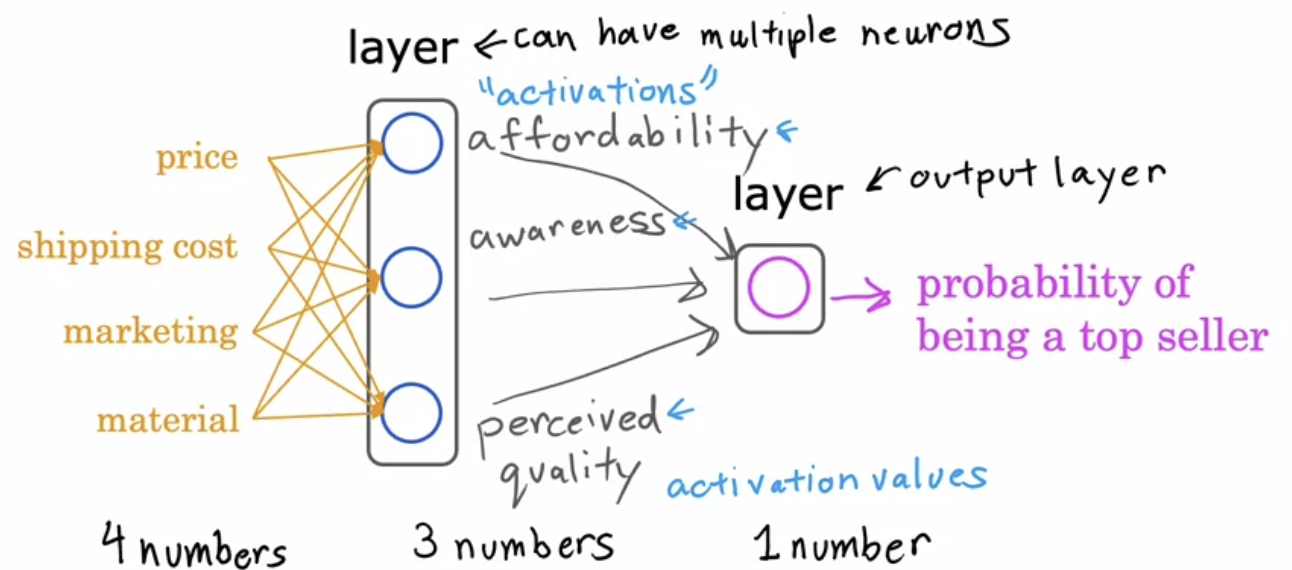 layer ←can have multiple neurons
"activations"
affordability ←
price
layer ← output layer
awareness ←
shipping cost
probability of
being a top seller
marketing
material
perceived ←
quality
activation values
4 numbers
3 numbers
1 number